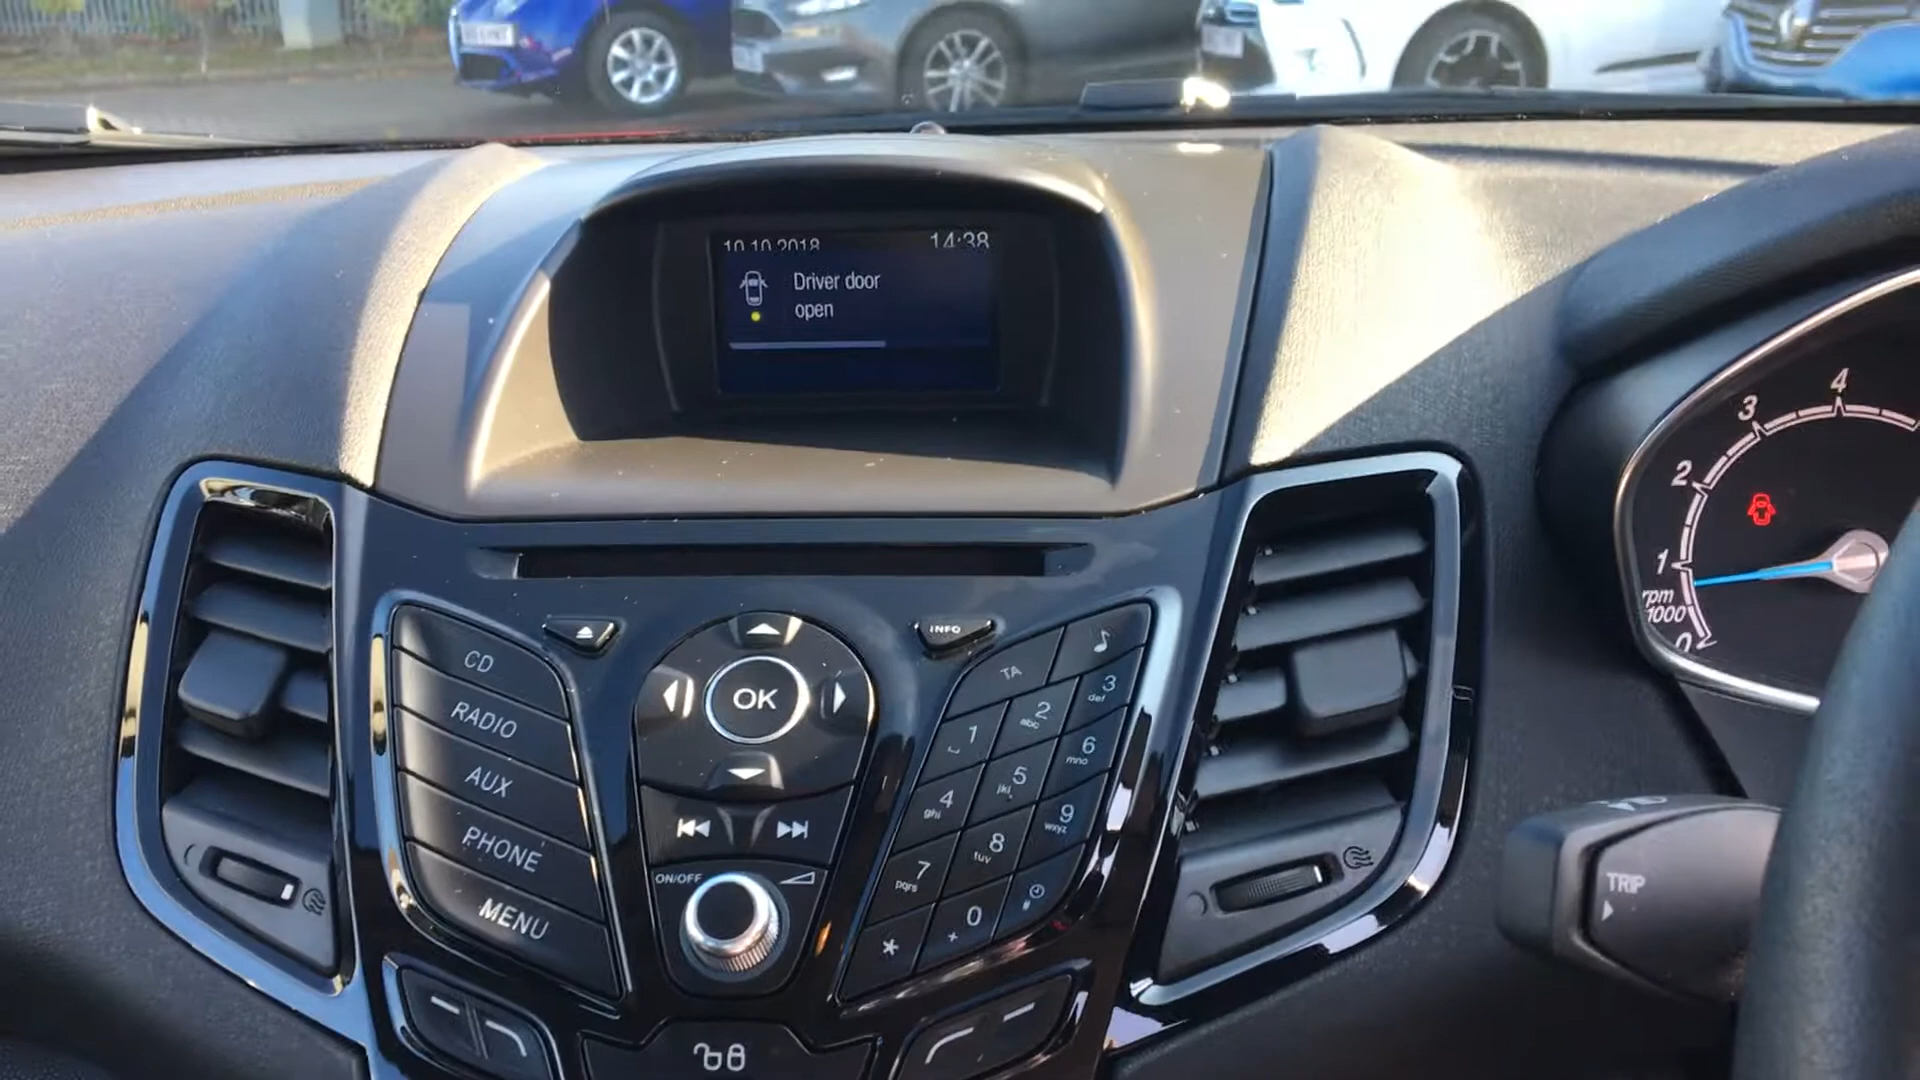 10.10.2018 14:38
Driver door
open
4
3
2
1
rpm
1000
0
INFO
CD
RADIO
AUX
PHONE
MENU
OK
ON/OFF
TA
1
2 abc
3 def
4 ghi
5 jkl
6 mno
7 pqrs
8 tuv
9 wxyz
*
0 +
TRIP